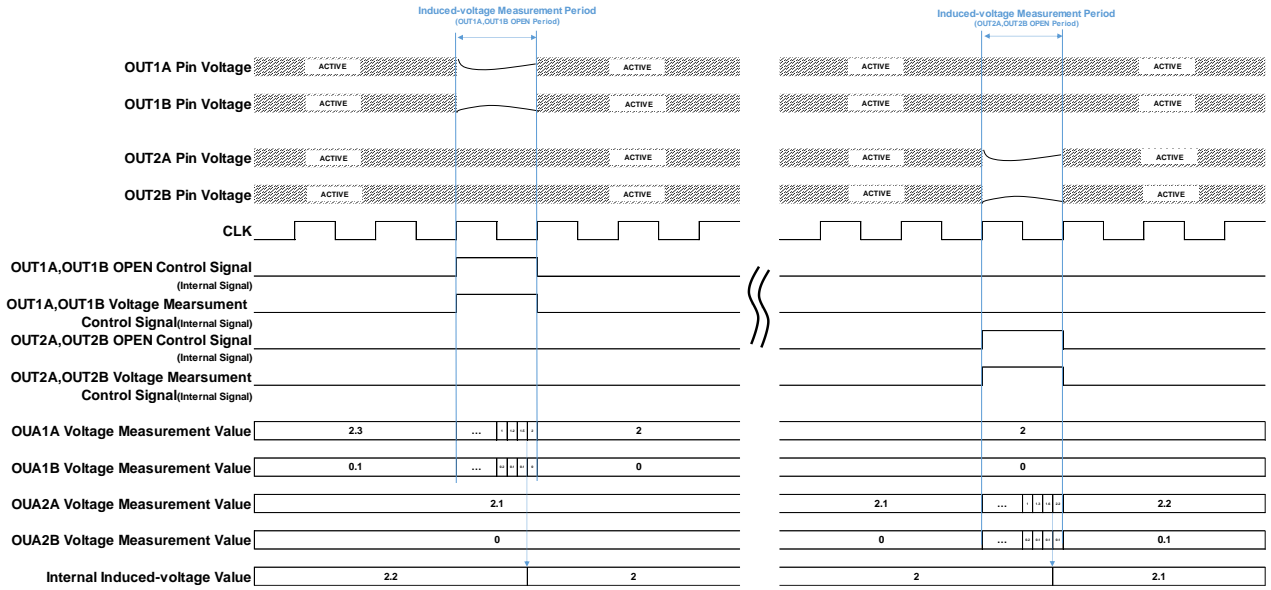 Induced-voltage Measurement Period
(OUT1A,OUT1B OPEN Period)
Induced-voltage Measurement Period
(OUT2A,OUT2B OPEN Period)
OUT1A Pin Voltage
ACTIVE ACTIVE ACTIVE ACTIVE
OUT1B Pin Voltage
ACTIVE ACTIVE ACTIVE ACTIVE
OUT2A Pin Voltage
ACTIVE ACTIVE ACTIVE ACTIVE
OUT2B Pin Voltage
ACTIVE ACTIVE ACTIVE ACTIVE
CLK
OUT1A,OUT1B OPEN Control Signal
(Internal Signal)
OUT1A,OUT1B Voltage Mearsument
Control Signal(Internal Signal)
OUT2A,OUT2B OPEN Control Signal
(Internal Signal)
OUT2A,OUT2B Voltage Mearsument
Control Signal(Internal Signal)
OUA1A Voltage Measurement Value 2.3 ... 2 2
OUA1B Voltage Measurement Value 0.1 ... 0 0
OUA2A Voltage Measurement Value 2.1 2.1 ... 2.2
OUA2B Voltage Measurement Value 0 0 ... 0.1
Internal Induced-voltage Value 2.2 2 2 2.1